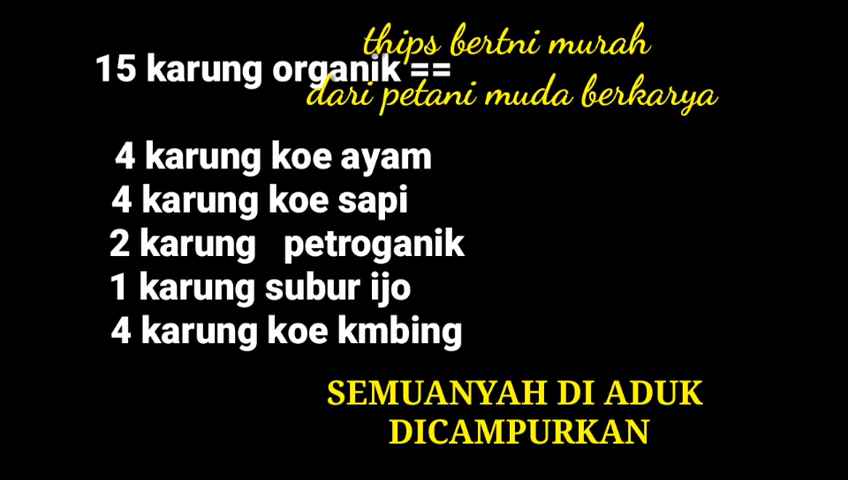 thips bertni murah
15 karung organik ==
dari petani muda berkarya
4 karung koe ayam
4 karung koe sapi
2 karung petroganik
1 karung subur ijo
4 karung koe kmbing
SEMUANYAH DI ADUK
DICAMPURKAN